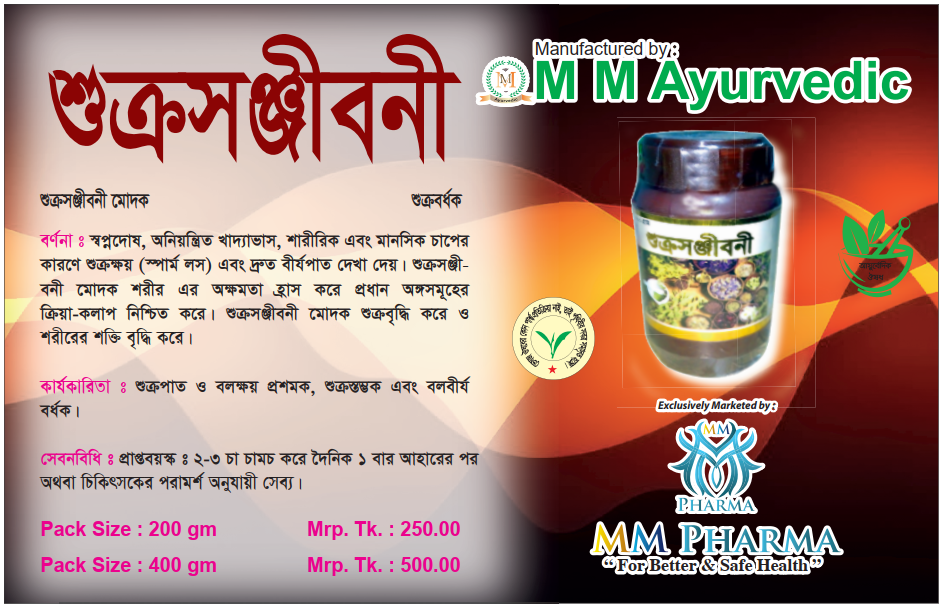 শুক্রসঞ্জীবনী
শুক্রসঞ্জীবনী মোদক
শুক্রবর্ধক
বর্ণনা ঃ স্বপ্নদোষ, অনিয়ন্ত্রিত খাদ্যাভাস, শারীরিক এবং মানসিক চাপের
কারণে শুক্রক্ষয় (স্পার্ম লস) এবং দ্রুত বীর্যপাত দেখা দেয়। শুক্রসঞ্জী-
বনী মোদক শরীর এর অক্ষমতা হ্রাস করে প্রধান অঙ্গসমূহের
ক্রিয়া-কলাপ নিশ্চিত করে। শুক্রসঞ্জীবনী মোদক শুক্রবৃদ্ধি করে ও
শরীরের শক্তি বৃদ্ধি করে।
কার্যকারিতা ঃ শুক্রপাত ও বলক্ষয় প্রশমক, শুক্রস্তম্ভক এবং বলবীর্য
বর্ধক।
সেবনবিধি ঃ প্রাপ্তবয়স্ক ঃ ২-৩ চা চামচ করে দৈনিক ১ বার আহারের পর
অথবা চিকিৎসকের পরামর্শ অনুযায়ী সেব্য।
Pack Size : 200 gm Mrp. Tk. : 250.00
Pack Size : 400 gm Mrp. Tk. : 500.00
Manufactured by :
M M Ayurvedic
M
Ayurvedic
শুক্রসঞ্জীবনী
আয়ুর্বেদিক
ঔষধ
Exclusively Marketed by :
MM
PHARMA
MM PHARMA
“ For Better & Safe Health ”